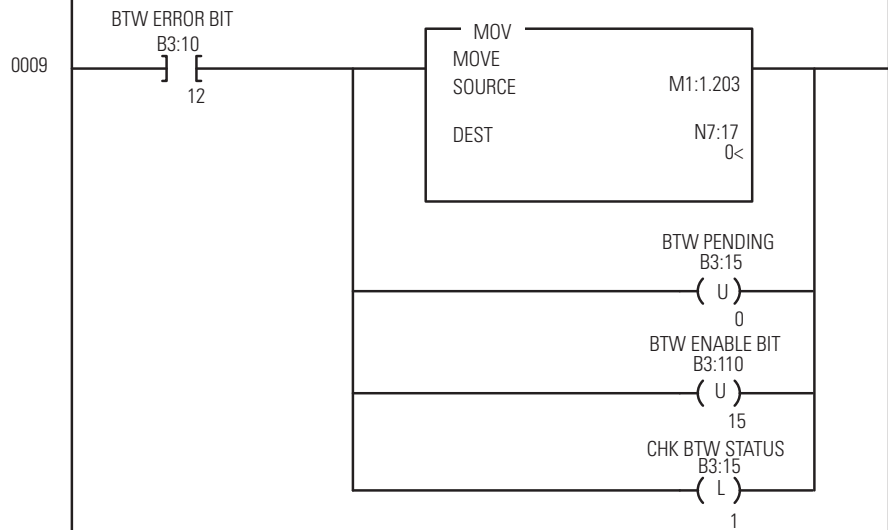 BTW ERROR BIT
B3:10
0009
12
MOV
MOVE
SOURCE M1:1.203
DEST N7:17
0<
BTW PENDING
B3:15
U
0
BTW ENABLE BIT
B3:110
U
15
CHK BTW STATUS
B3:15
L
1